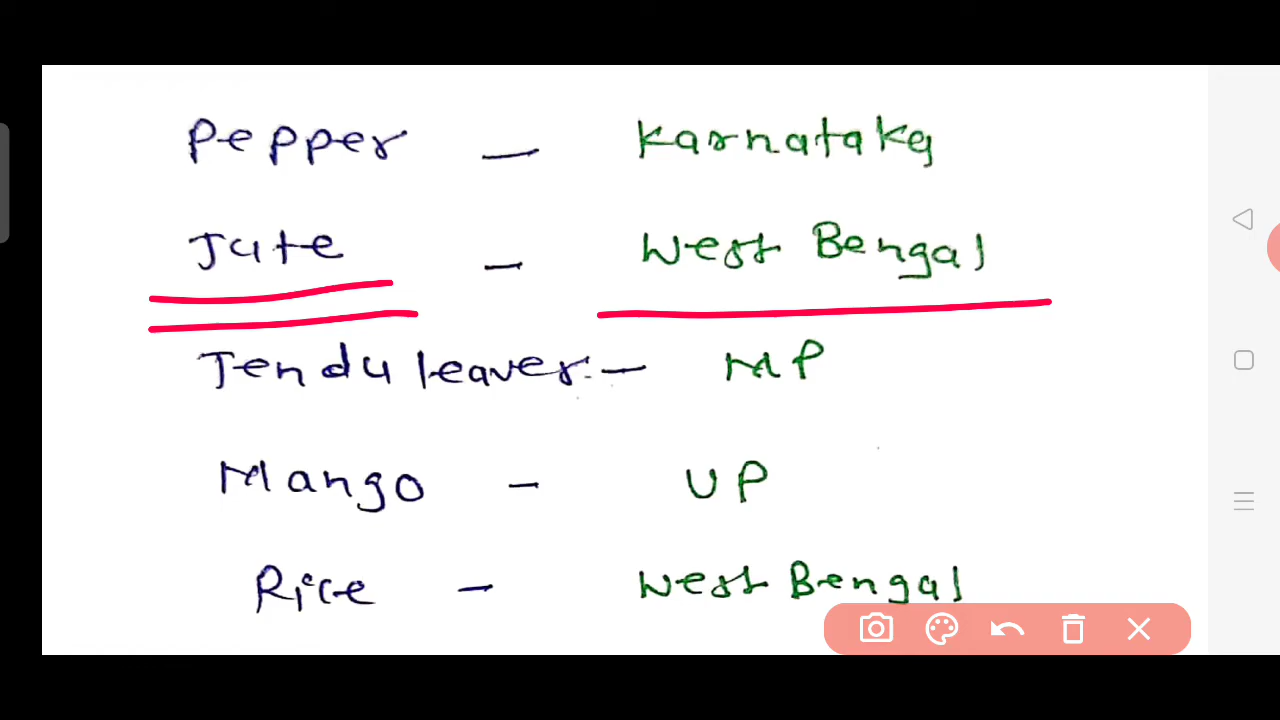 Pepper - Karnataka
Jute - West Bengal
Tendu leaves - MP
Mango - UP
Rice - West Bengal